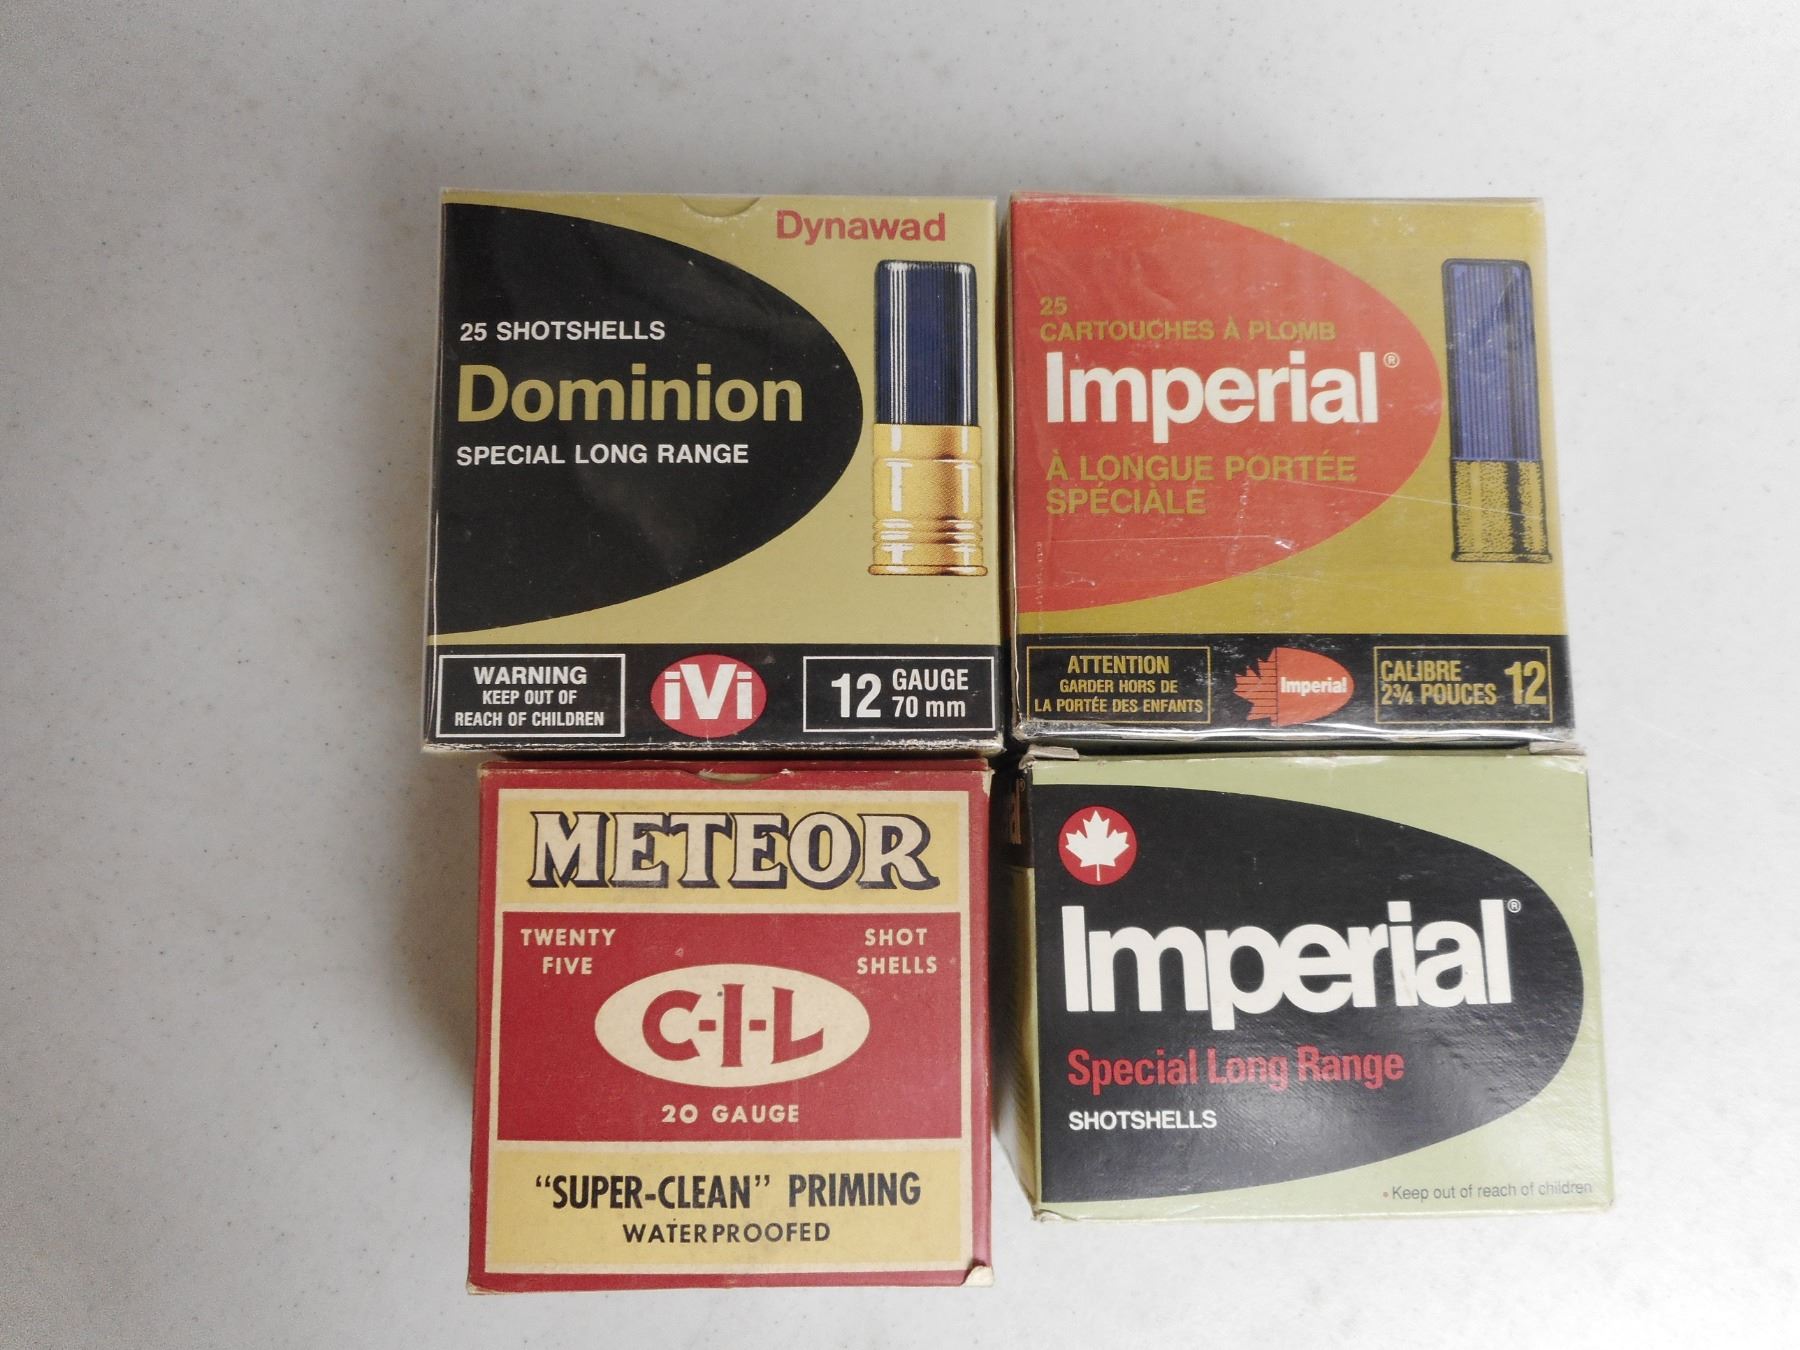 Dynawad
25 SHOTSHELLS
Dominion
SPECIAL LONG RANGE
WARNING
KEEP OUT OF
REACH OF CHILDREN
iVi
12 GAUGE
70 mm
25
CARTOUCHES À PLOMB
Imperial®
À LONGUE PORTÉE
SPÉCIALE
ATTENTION
GARDER HORS DE
LA PORTÉE DES ENFANTS
Imperial
CALIBRE
2¾ POUCES 12
METEOR
TWENTY
FIVE
SHOT
SHELLS
C-I-L
20 GAUGE
“SUPER-CLEAN” PRIMING
WATERPROOFED
Imperial®
Special Long Range
SHOTSHELLS
• Keep out of reach of children